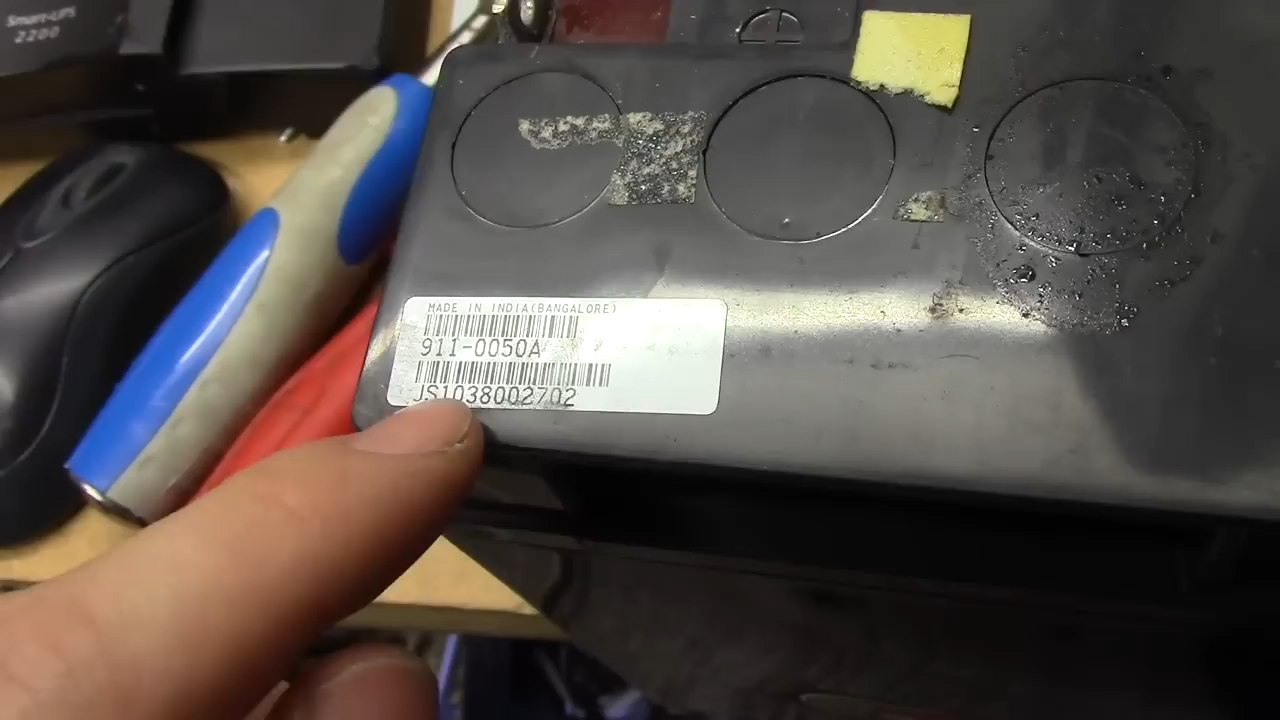 Smart-UPS
2200
MADE IN INDIA(BANGALORE)
911-0050A
JS1038002702